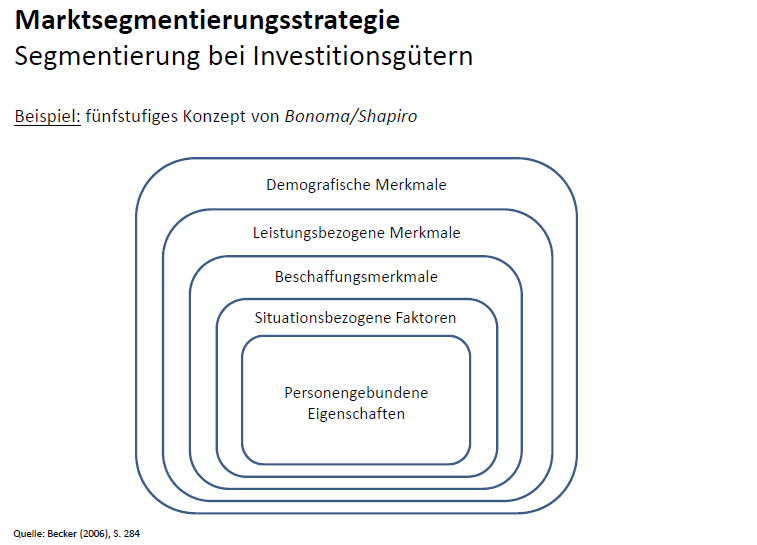 Marktsegmentierungsstrategie
Segmentierung bei Investitionsgütern
Beispiel: fünfstufiges Konzept von Bonoma/Shapiro
Demografische Merkmale
Leistungsbezogene Merkmale
Beschaffungsmerkmale
Situationsbezogene Faktoren
Personengebundene
Eigenschaften
Quelle: Becker (2006), S. 284